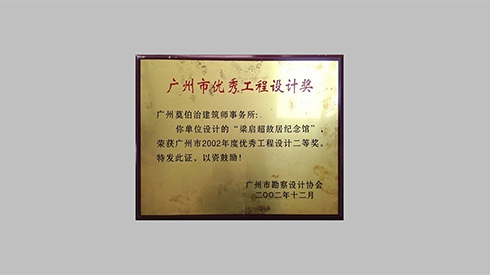 广州市优秀工程设计奖
广州莫伯治建筑师事务所:
你单位设计的“梁启超故居纪念馆”,
荣获广州市2002年度优秀工程设计二等奖。
特发此证,以资鼓励!
广州市勘察设计协会
二〇〇二年十二月